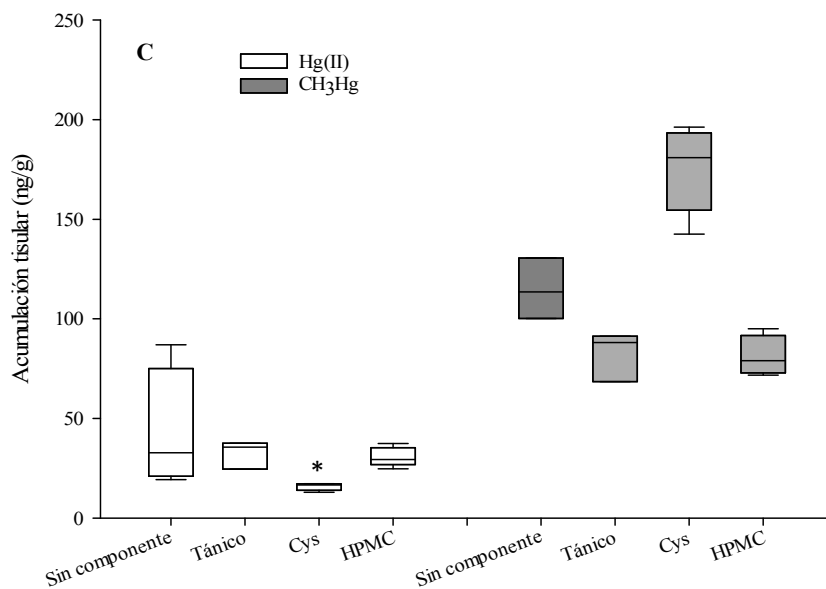 C
Hg(II)
CH3Hg
Acumulación tisular (ng/g)
250
200
150
100
50
0
*
Sin componente
Tánico
Cys
HPMC
Sin componente
Tánico
Cys
HPMC